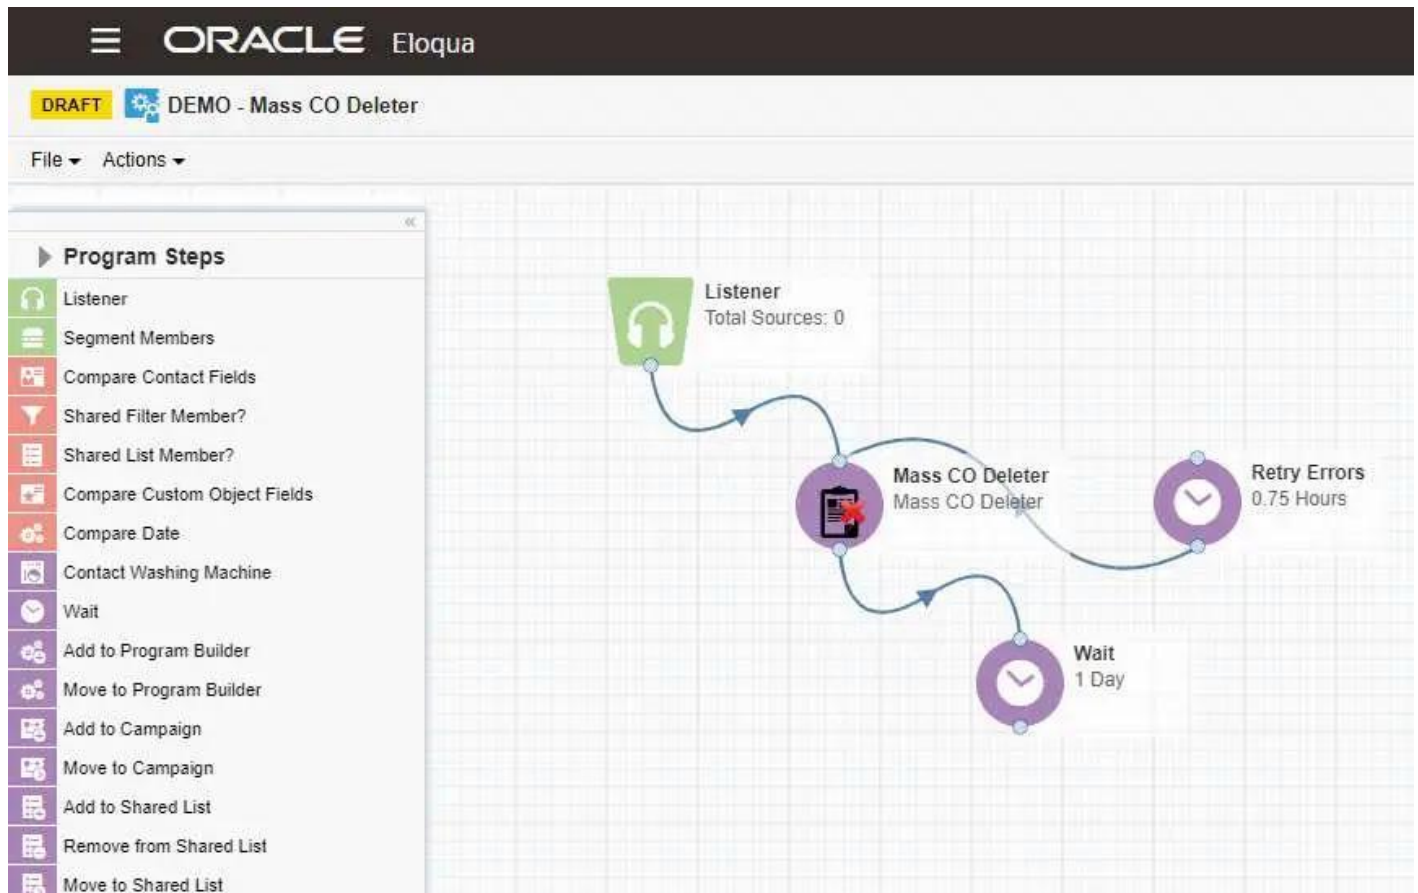 ORACLE Eloqua
DRAFT DEMO - Mass CO Deleter
File Actions
«
Program Steps
Listener
Segment Members
Compare Contact Fields
Shared Filter Member?
Shared List Member?
Compare Custom Object Fields
Compare Date
Contact Washing Machine
Wait
Add to Program Builder
Move to Program Builder
Add to Campaign
Move to Campaign
Add to Shared List
Remove from Shared List
Move to Shared List
Listener
Total Sources: 0
Mass CO Deleter
Mass CO Deleter
Retry Errors
0.75 Hours
Wait
1 Day